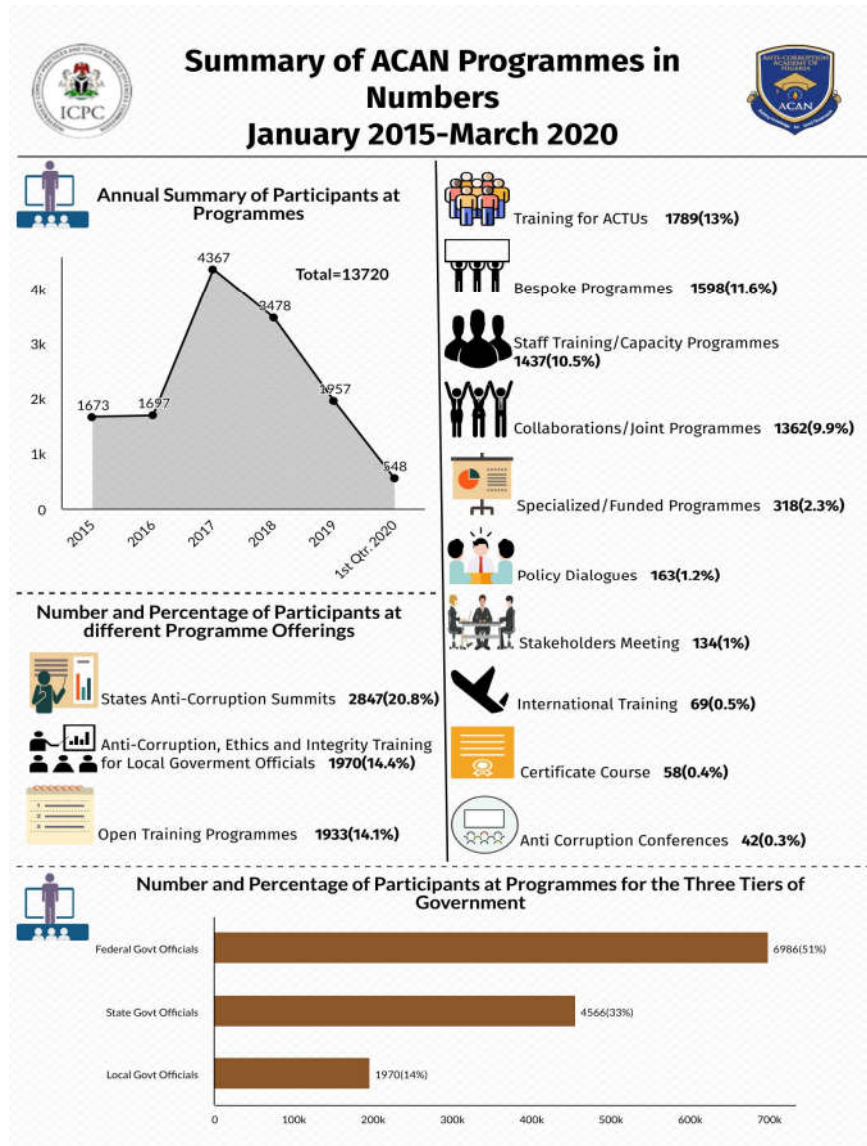 Summary of ACAN Programmes in
Numbers
January 2015-March 2020
ICPC
ANTI-CORRUPTION
ACADEMY OF
NIGERIA
ACAN
Annual Summary of Participants at
Programmes
Total=13720
4k
3k
2k
1k
0
1673
1697
4367
3478
1957
548
2015
2016
2017
2018
2019
1st Qtr. 2020
Number and Percentage of Participants at
different Programme Offerings
States Anti-Corruption Summits 2847(20.8%)
Anti-Corruption, Ethics and Integrity Training
for Local Goverment Officials 1970(14.4%)
1
2
3
Open Training Programmes 1933(14.1%)
Training for ACTUs 1789(13%)
Bespoke Programmes 1598(11.6%)
Staff Training/Capacity Programmes
1437(10.5%)
Collaborations/Joint Programmes 1362(9.9%)
Specialized/Funded Programmes 318(2.3%)
Policy Dialogues 163(1.2%)
Stakeholders Meeting 134(1%)
International Training 69(0.5%)
Certificate Course 58(0.4%)
Anti Corruption Conferences 42(0.3%)
Number and Percentage of Participants at Programmes for the Three Tiers of
Government
Federal Govt Officials 6986(51%)
State Govt Officials 4566(33%)
Local Govt Officials 1970(14%)
0 100k 200k 300k 400k 500k 600k 700k